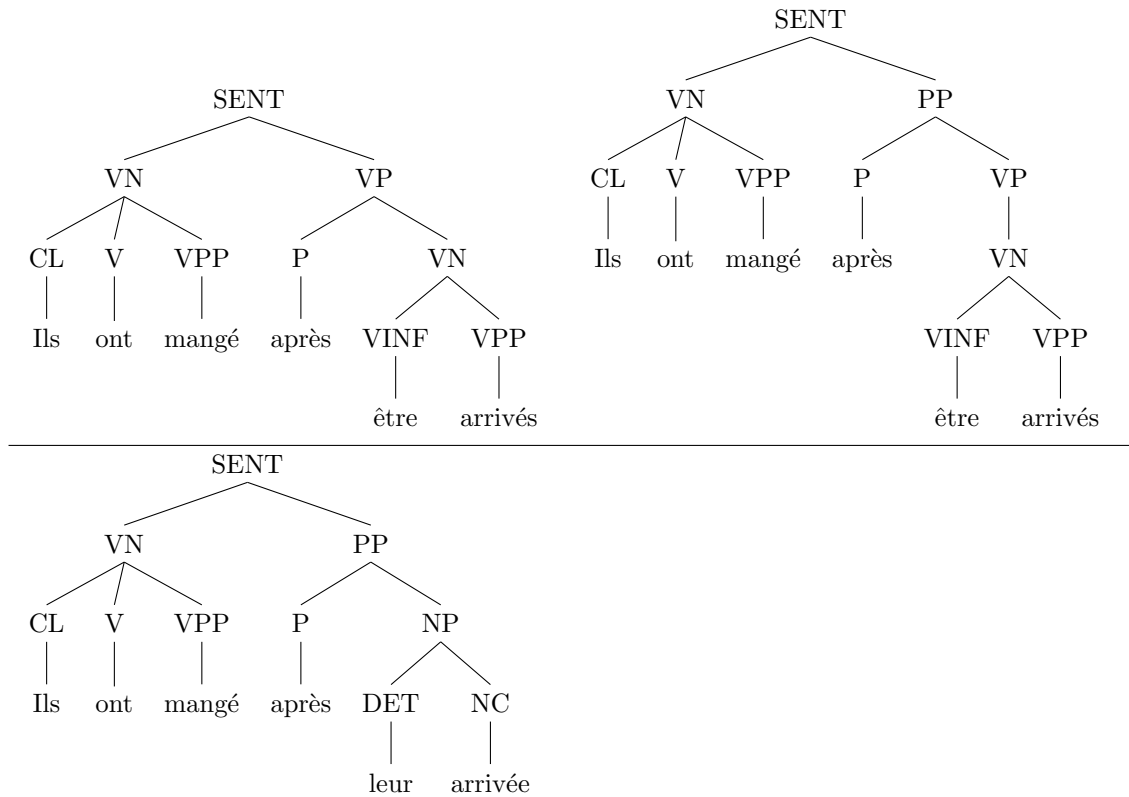 SENT
VN VP
CL V VPP P VN
Ils ont mangé après VINF VPP
être arrivés
SENT
VN PP
CL V VPP P VP
Ils ont mangé après VN
VINF VPP
être arrivés
SENT
VN PP
CL V VPP P NP
Ils ont mangé après DET NC
leur arrivée